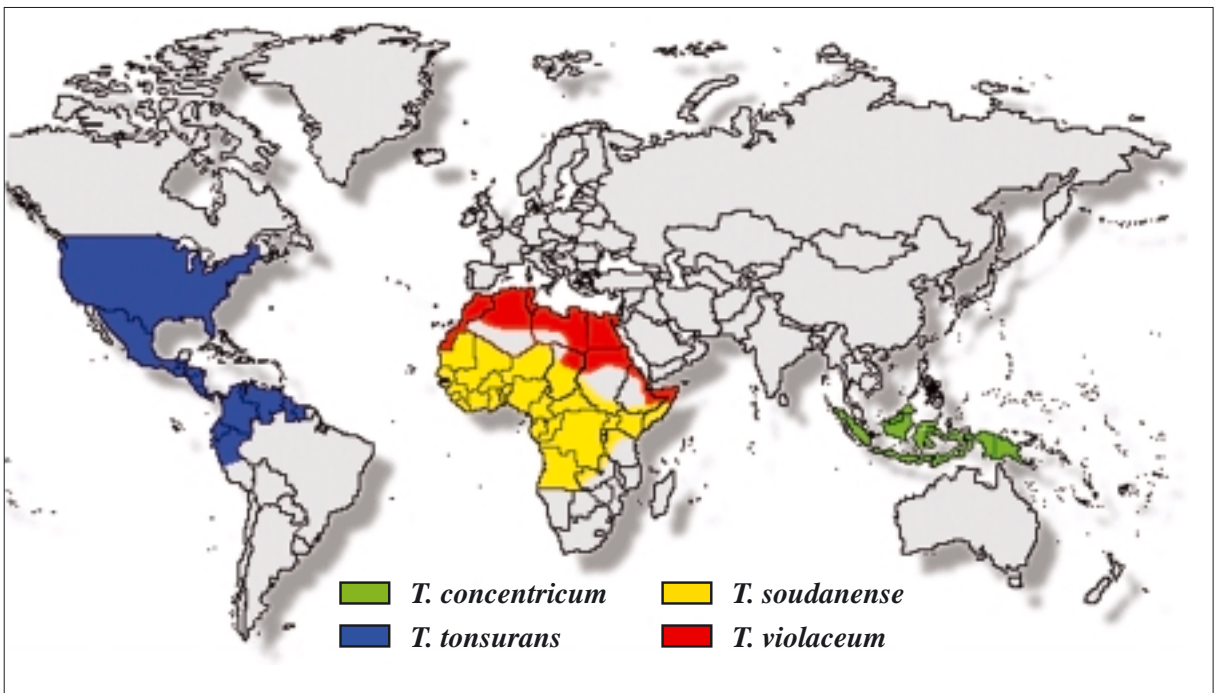 T. concentricum
T. soudanense
T. tonsurans
T. violaceum